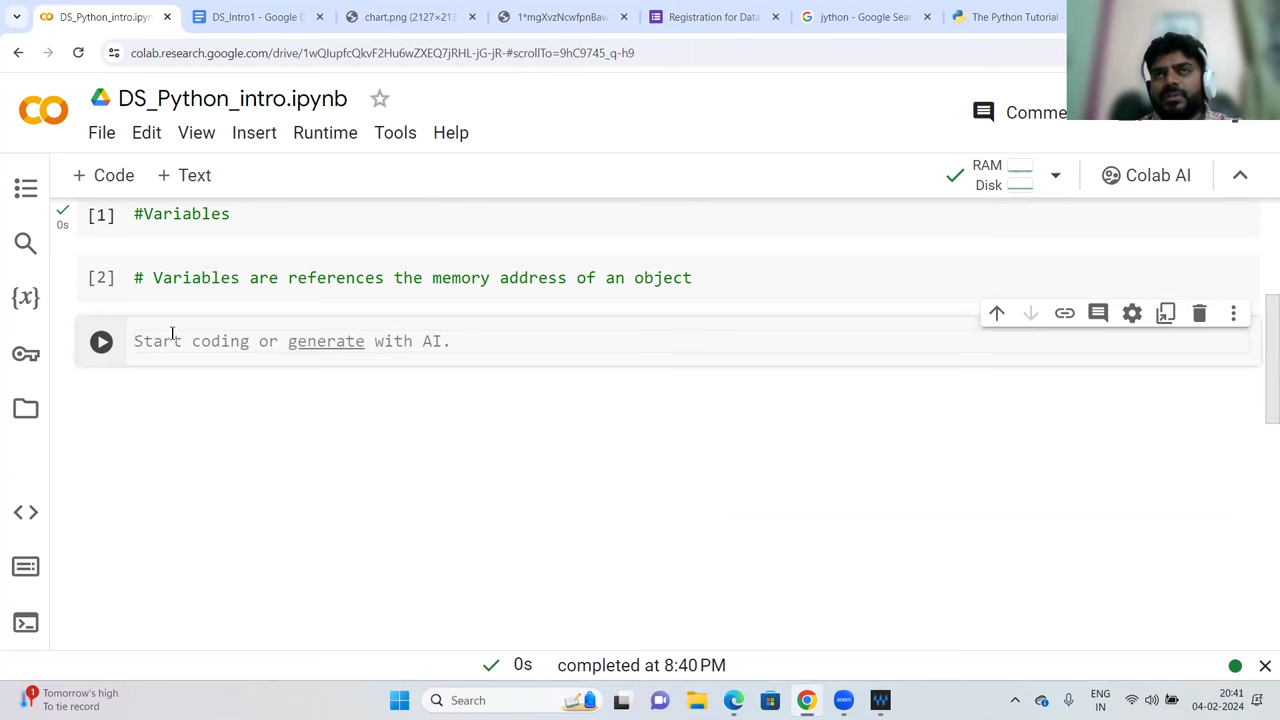 DS_Python_intro.ipyn
DS_Intro1 - Google D
chart.png (2127×213
1*mgXvzNcwfpnBaw
Registration for Data
jython - Google Sear
The Python Tutorial
colab.research.google.com/drive/1wQIupfcQkvF2Hu6wZXEQ7jRHL-jG-jR-#scrollTo=9hC9745_q-h9
CO
DS_Python_intro.ipynb
File Edit View Insert Runtime Tools Help
Comme
+ Code + Text
RAM
Disk
Colab AI
[1] #Variables
0s
[2] # Variables are references the memory address of an object
Start coding or generate with AI.
{x}
0s completed at 8:40 PM
1
Tomorrow's high
To tie record
Search
zoom
W
ENG
IN
20:41
04-02-2024